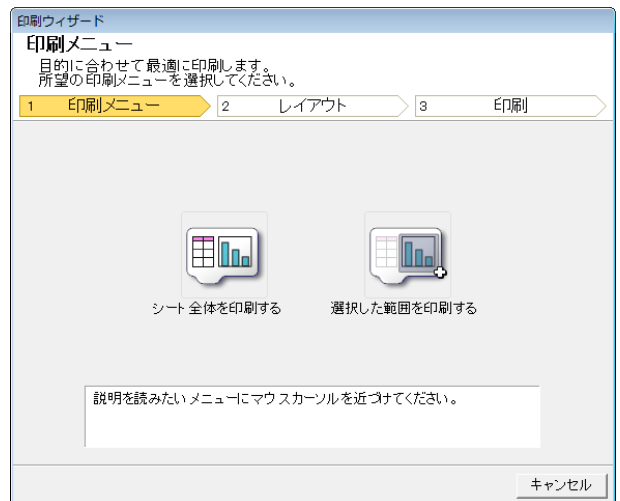 印刷ウィザード
印刷メニュー
目的に合わせて最適に印刷します。
所望の印刷メニューを選択してください。
1 印刷メニュー 2 レイアウト 3 印刷
シート全体を印刷する 選択した範囲を印刷する
説明を読みたいメニューにマウスカーソルを近づけてください。
キャンセル